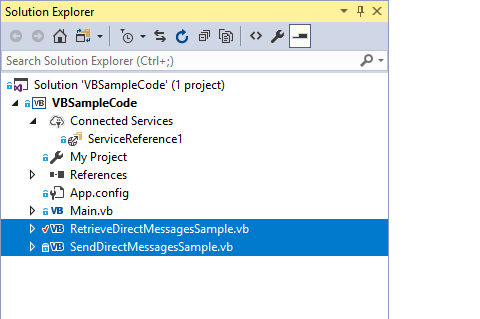 Solution Explorer
Search Solution Explorer (Ctrl+;)
Solution 'VBSampleCode' (1 project)
VB VBSampleCode
Connected Services
ServiceReference1
My Project
References
App.config
VB Main.vb
VB RetrieveDirectMessagesSample.vb
VB SendDirectMessagesSample.vb